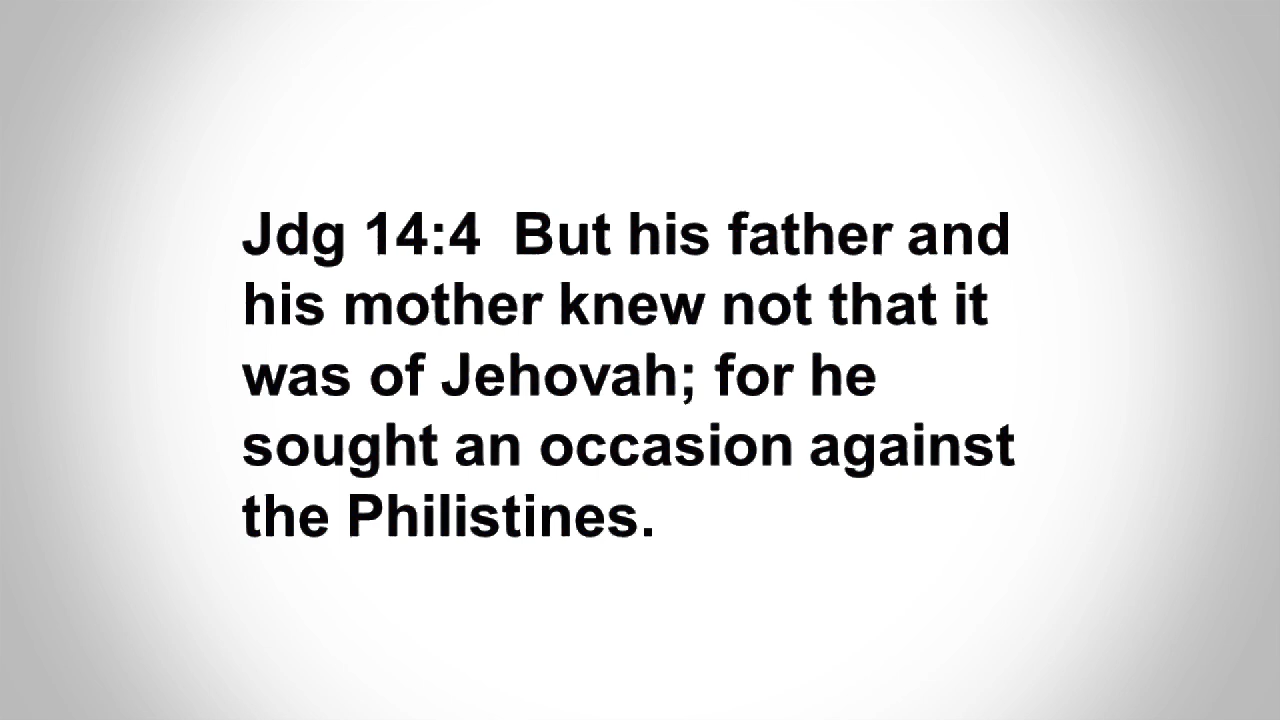 Jdg 14:4  But his father and
his mother knew not that it
was of Jehovah; for he
sought an occasion against
the Philistines.